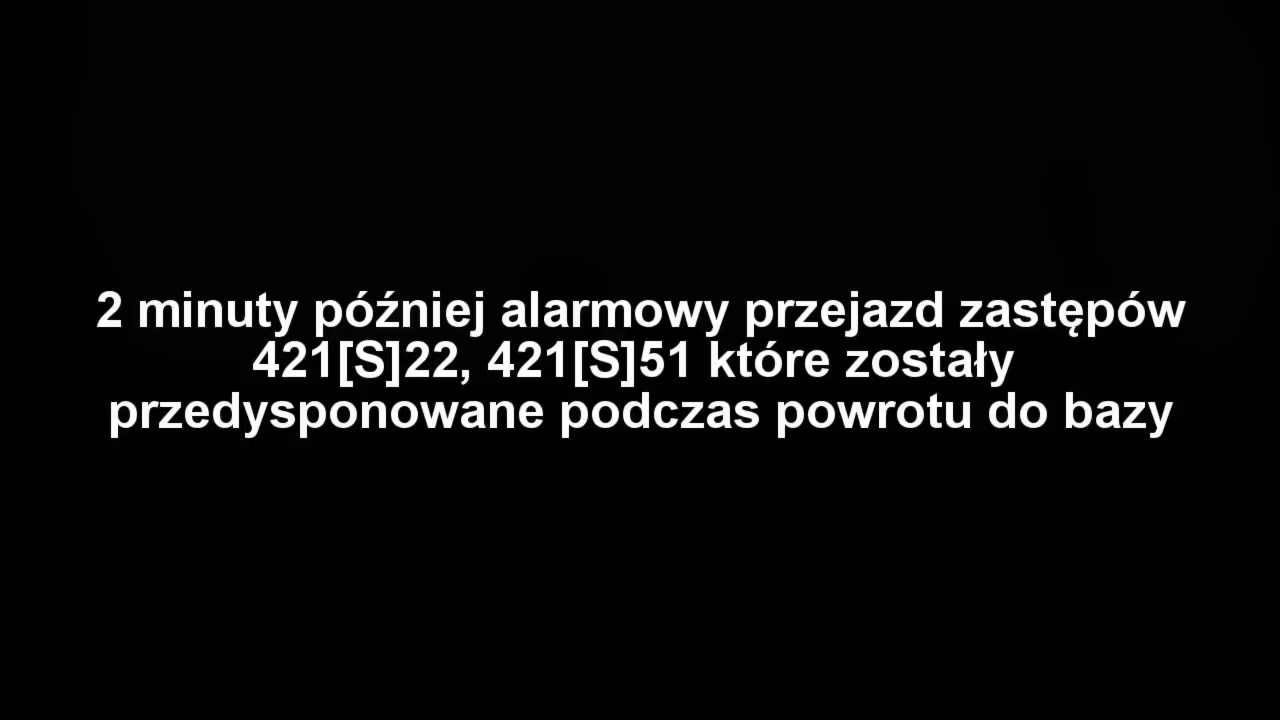 2 minuty później alarmowy przejazd zastępów
421[S]22, 421[S]51 które zostały
przedysponowane podczas powrotu do bazy